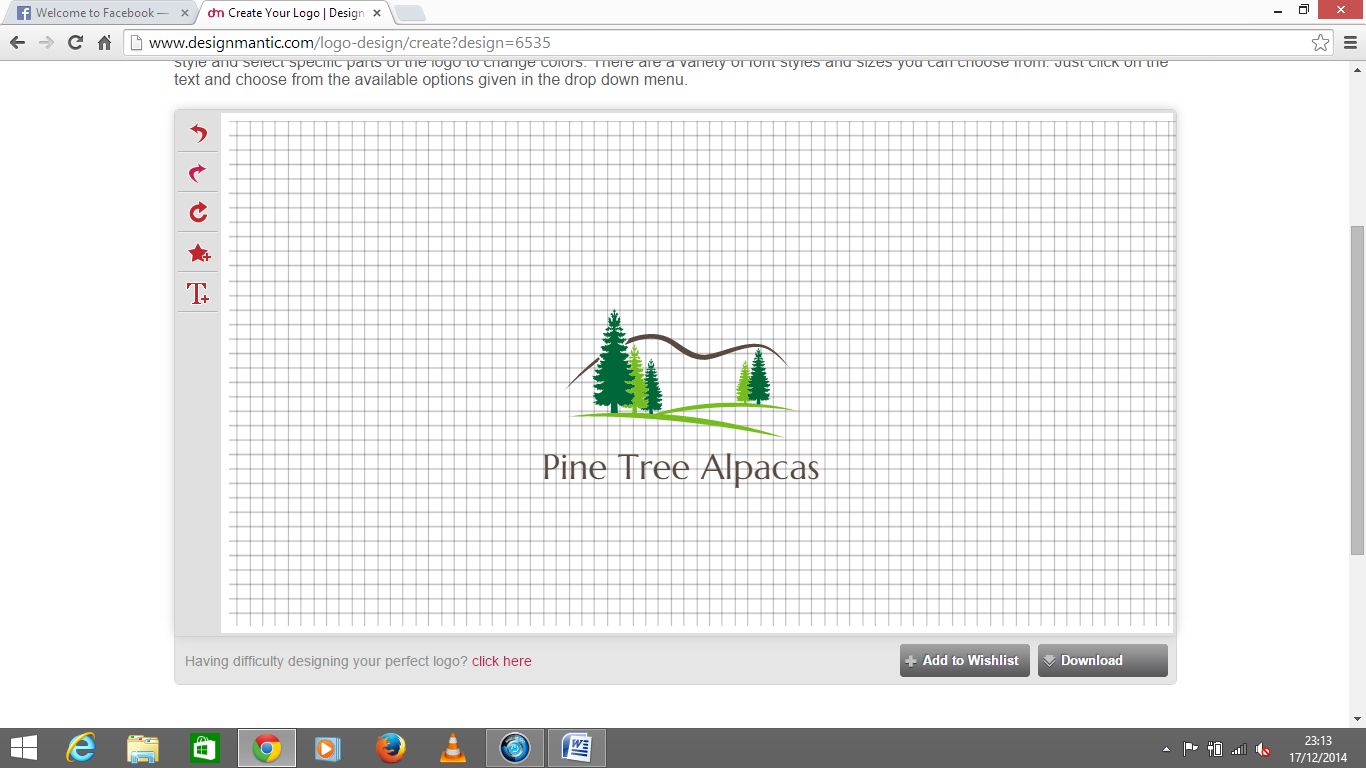 Welcome to Facebook —
Create Your Logo | Design
www.designmantic.com/logo-design/create?design=6535
style and select specific parts of the logo to change colors. There are a variety of font styles and sizes you can choose from. Just click on the
text and choose from the available options given in the drop down menu.
Pine Tree Alpacas
Having difficulty designing your perfect logo? click here
Add to Wishlist
Download
23:13
17/12/2014